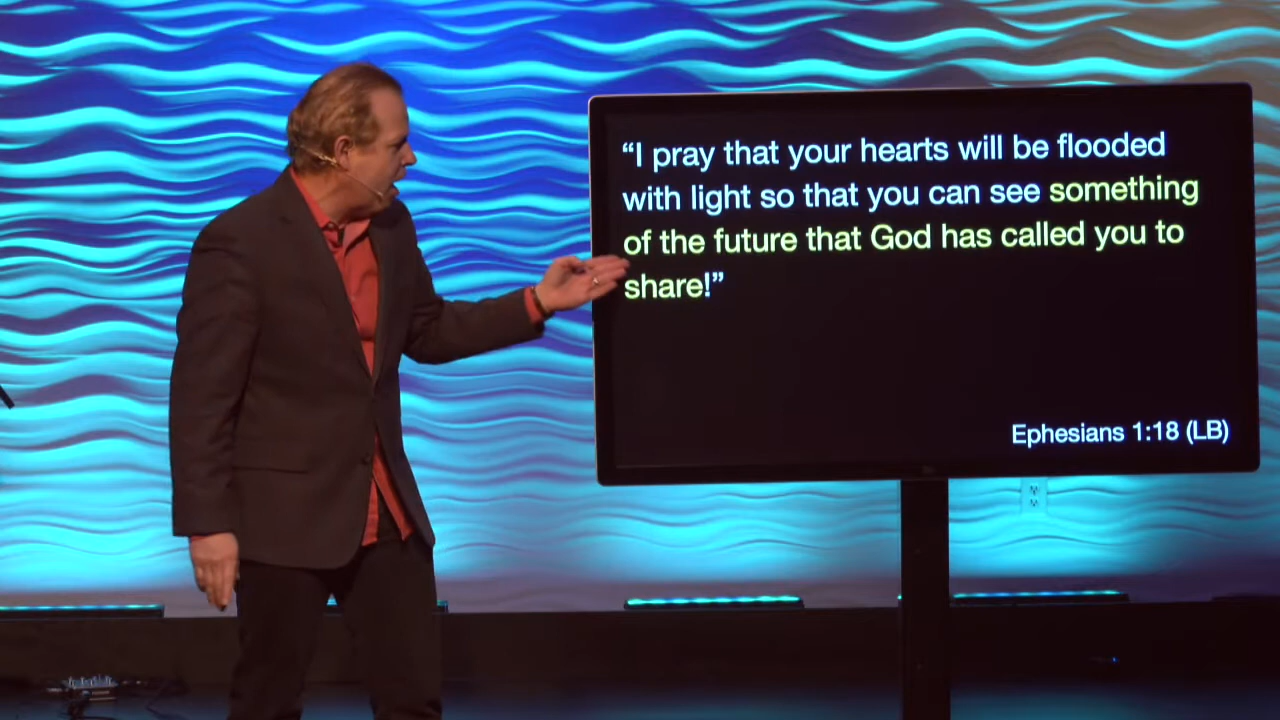 “I pray that your hearts will be flooded
with light so that you can see something
of the future that God has called you to
share!”
Ephesians 1:18 (LB)